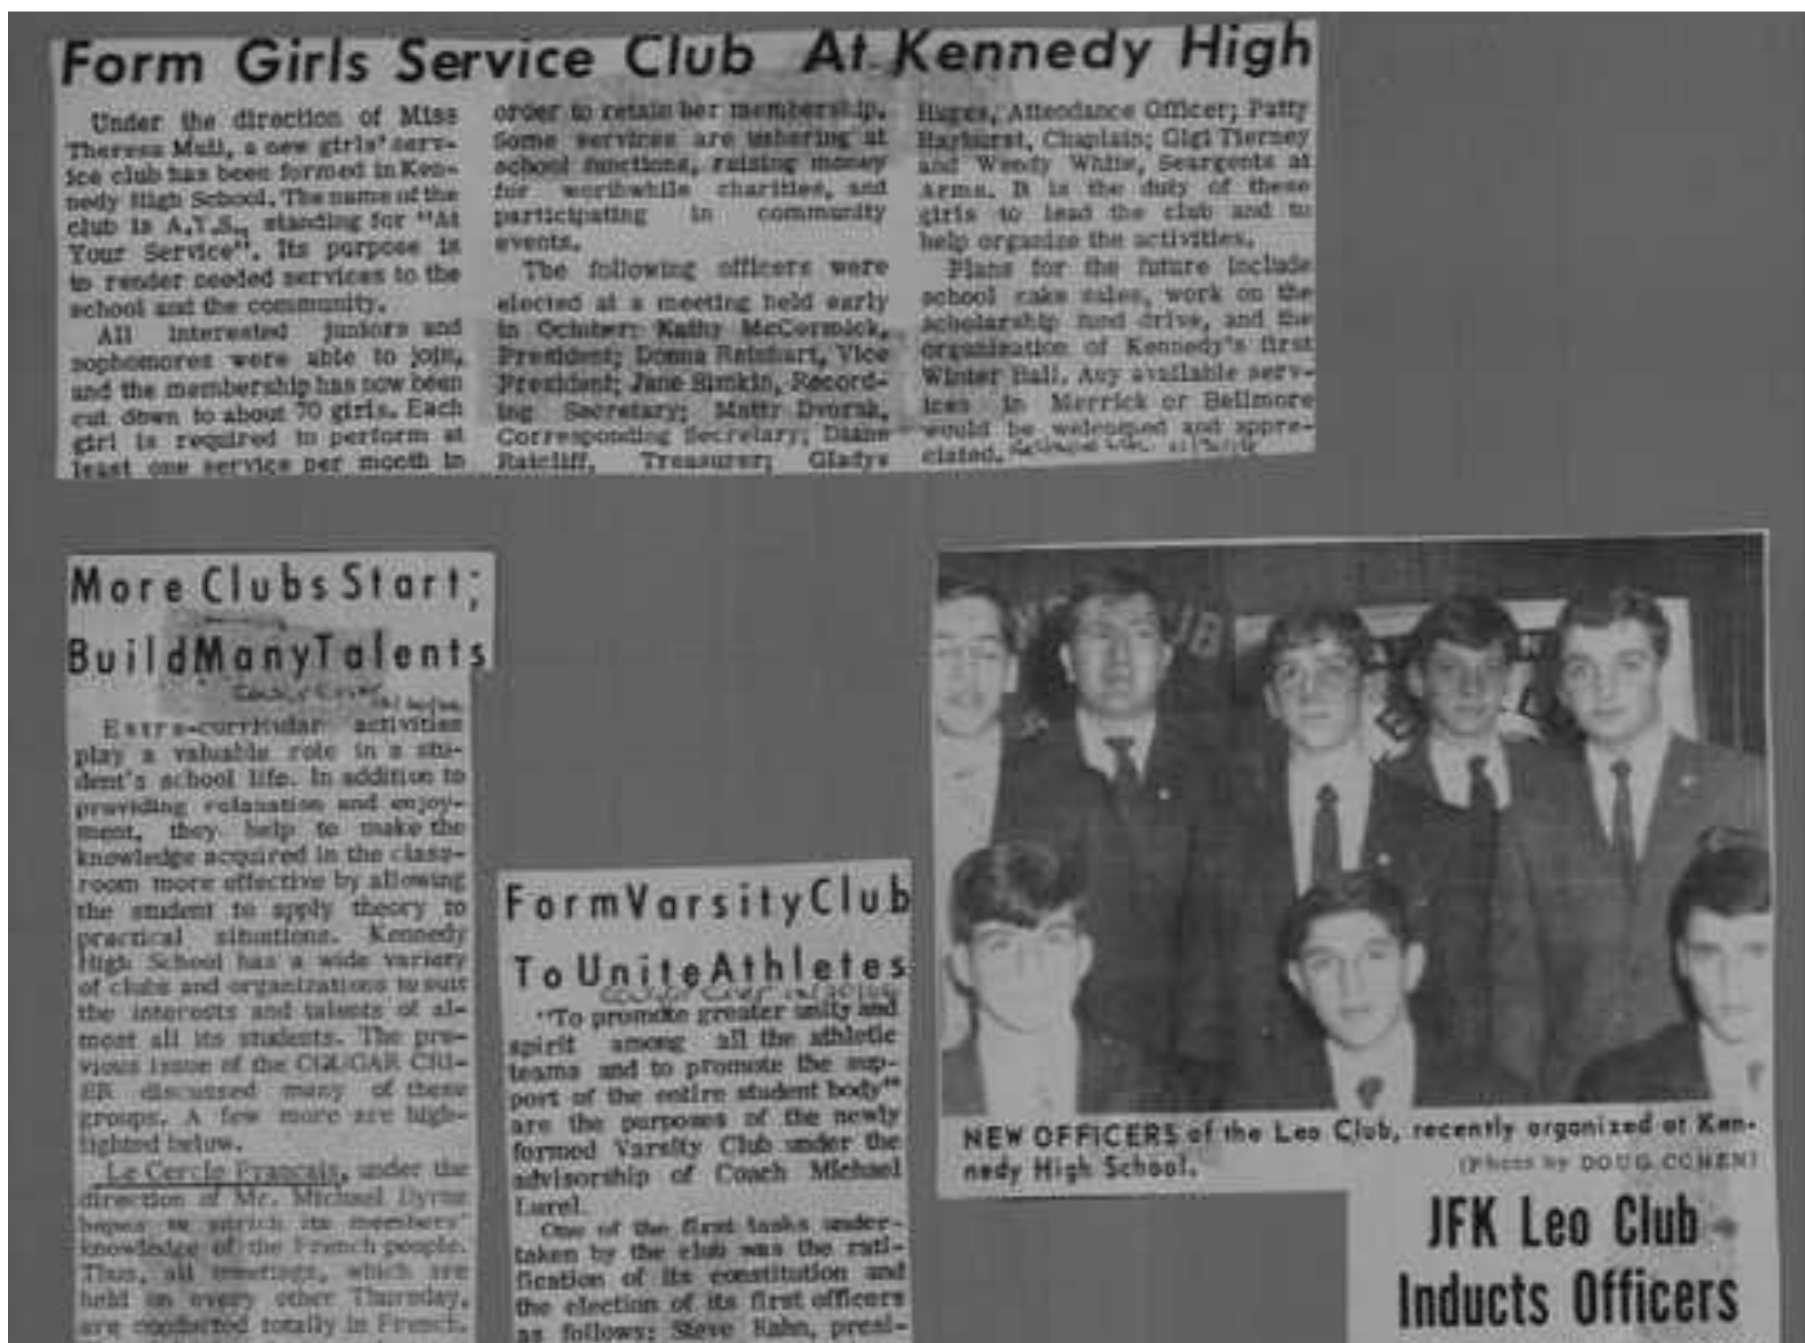 Form Girls Service Club At Kennedy High
Under the direction of Miss
Theresa Mull, a new girls' serv-
ice club has been formed in Ken-
nedy High School. The name of the
club is A.Y.S., standing for "At
Your Service". Its purpose is
to render needed services to the
school and the community.
All interested juniors and
sophomores were able to join,
and the membership has now been
cut down to about 70 girls. Each
girl is required to perform at
least one service per month in
order to retain her membership.
Some services are ushering at
school functions, raising money
for worthwhile charities, and
participating in community
events.
The following officers were
elected at a meeting held early
in October: Kathy McCormick,
President; Donna Reinhart, Vice
President; Jane Simkin, Record-
ing Secretary; Dvorak,
Corresponding Secretary; Diane
Ratcliff, Treasurer; Gladys
Hages, Attendance Officer; Patty
Hayhurst, Chaplain; Gigi Tierney
and Wendy White, Seargents at
Arms. It is the duty of these
girls to lead the club and to
help organize the activities.
Plans for the future include
school cake sales, work on the
scholarship fund drive, and the
organization of Kennedy's first
Winter Ball. Any available serv-
ices in Merrick or Bellmore
would be welcomed and appre-
ciated.
More Clubs Start;
Build Many Talents
Extra-curricular activities
play a valuable role in a stu-
dent's school life. In addition to
providing relaxation and enjoy-
ment, they help to make the
knowledge acquired in the class-
room more effective by allowing
the student to apply theory to
practical situations. Kennedy
High School has a wide variety
of clubs and organizations to suit
the interests and talents of al-
most all its students. The pre-
vious issue of the COUGAR CRI-
ER discussed many of these
groups. A few more are high-
lighted below.
Le Cercle Francais, under the
direction of Mr. Michael Byrne
hopes to enrich its members'
knowledge of the French people.
Thus, all meetings, which are
held on every other Thursday,
are conducted totally in French.
Form Varsity Club
To Unite Athletes
"To promote greater unity and
spirit among all the athletic
teams and to promote the sup-
port of the entire student body"
are the purposes of the newly
formed Varsity Club under the
advisorship of Coach Michael
Lurel.
One of the first tasks under-
taken by the club was the rati-
fication of its constitution and
the election of its first officers
as follows: Steve Kahn, presi-
NEW OFFICERS of the Leo Club, recently organized at Ken-
nedy High School.
(Photo by DOUG COHEN)
JFK Leo Club
Inducts Officers